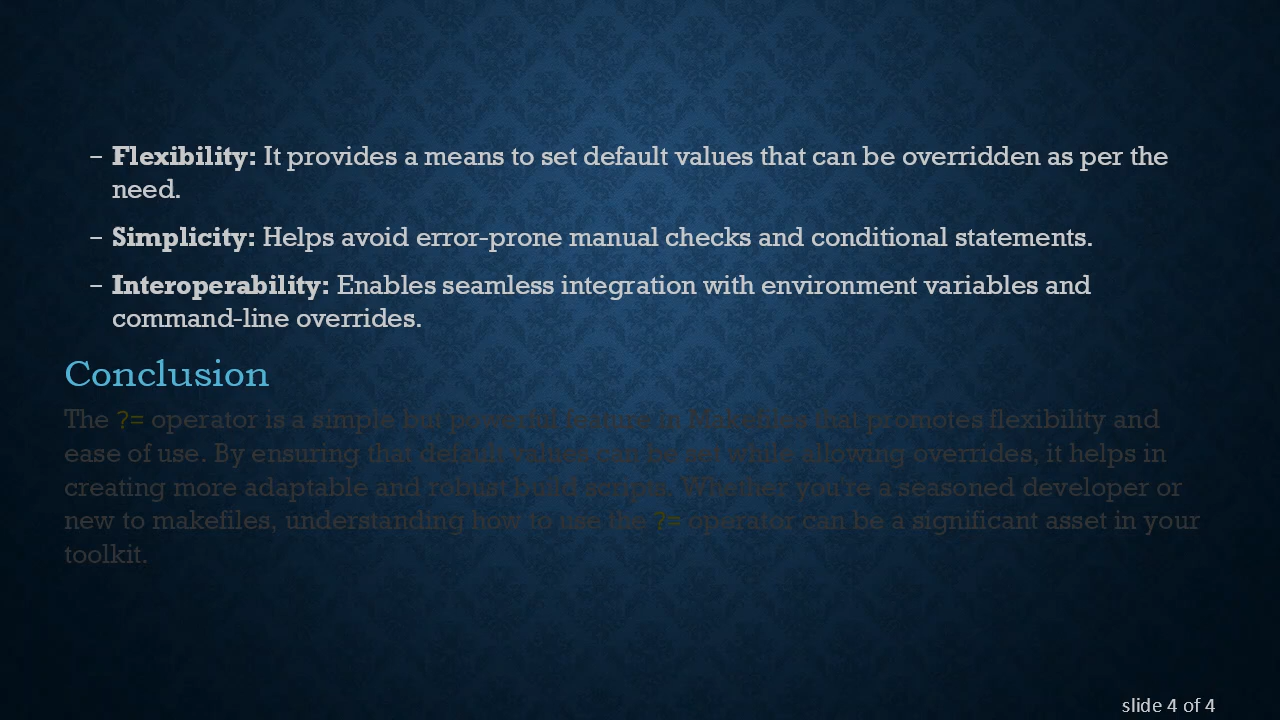 – Flexibility: It provides a means to set default values that can be overridden as per the
need.
– Simplicity: Helps avoid error-prone manual checks and conditional statements.
– Interoperability: Enables seamless integration with environment variables and
command-line overrides.
Conclusion
The ?= operator is a simple but powerful feature in Makefiles that promotes flexibility and
ease of use. By ensuring that default values can be set while allowing overrides, it helps in
creating more adaptable and robust build scripts. Whether you're a seasoned developer or
new to makefiles, understanding how to use the ?= operator can be a significant asset in your
toolkit.
slide 4 of 4